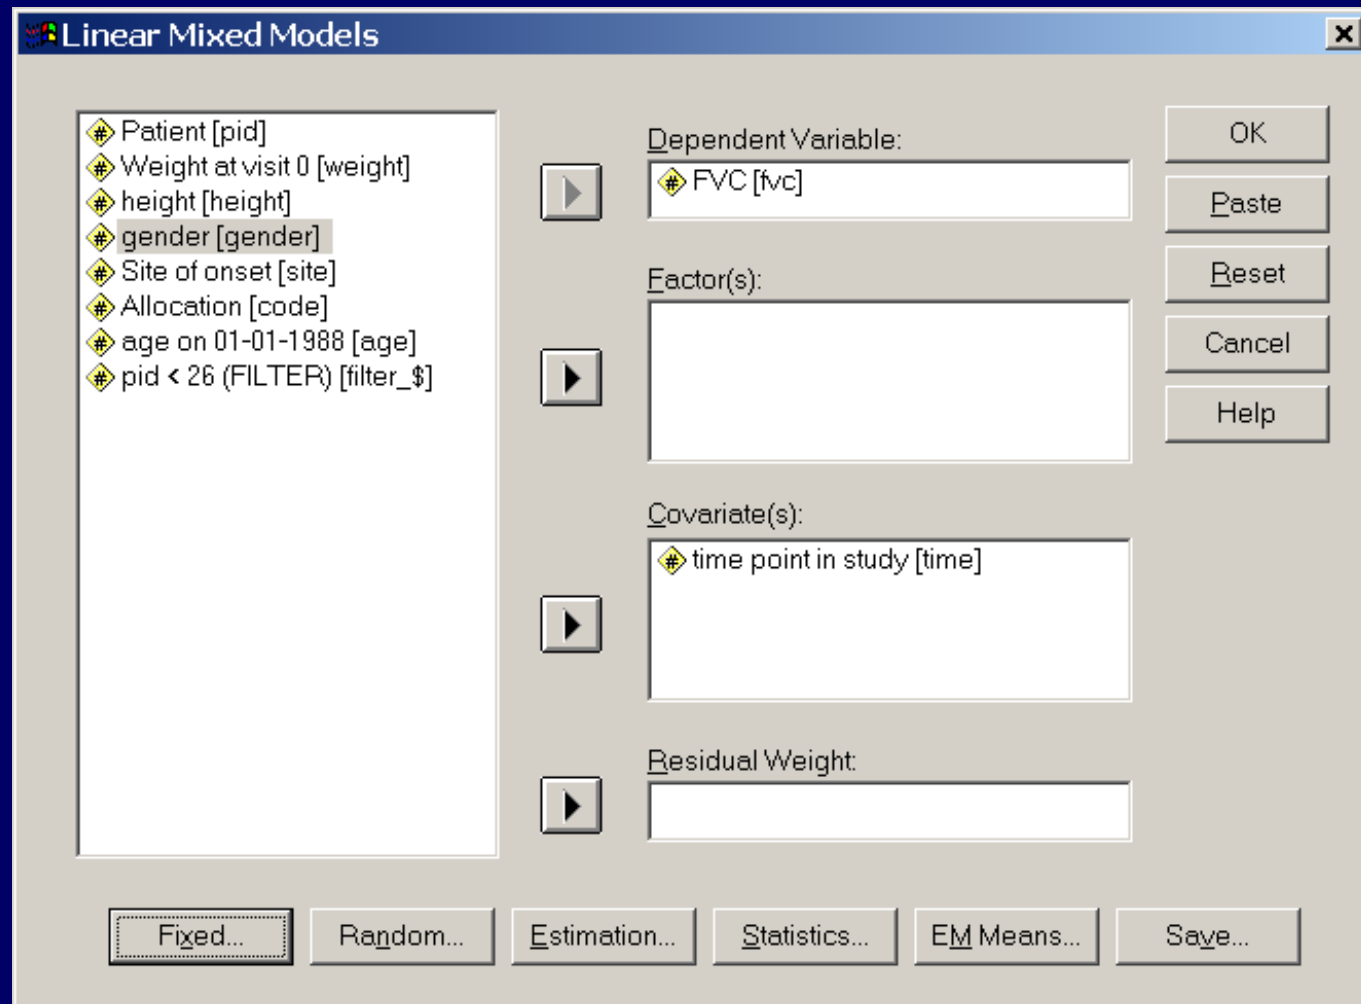 Linear Mixed Models
Patient [pid]
Weight at visit 0 [weight]
height [height]
gender [gender]
Site of onset [site]
Allocation [code]
age on 01-01-1988 [age]
pid < 26 (FILTER) [filter_$]
Dependent Variable:
FVC [fvc]
Factor(s):
Covariate(s):
time point in study [time]
Residual Weight:
OK
Paste
Reset
Cancel
Help
Fixed...
Random...
Estimation...
Statistics...
EM Means...
Save...